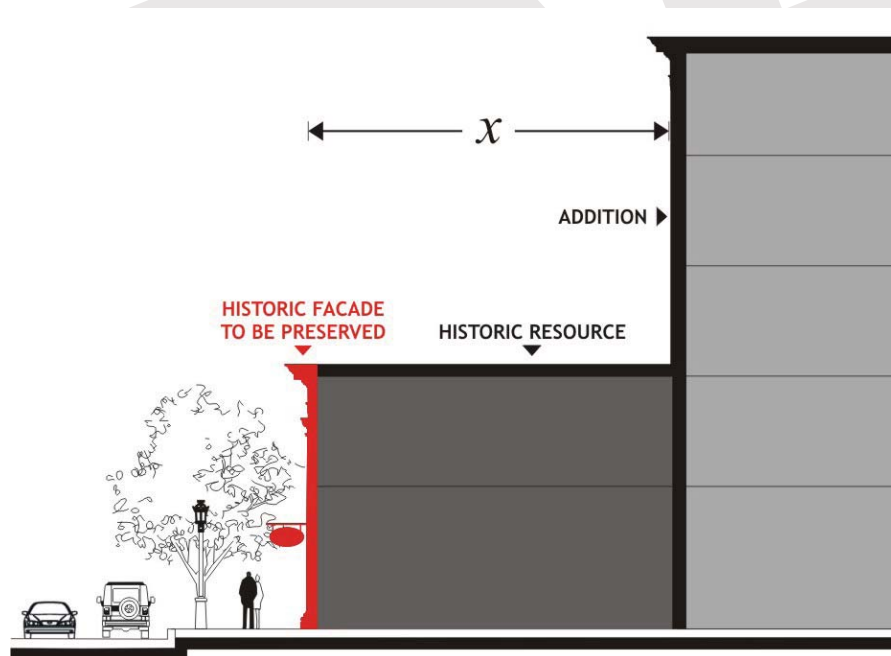 x
ADDITION
HISTORIC FACADE
TO BE PRESERVED
HISTORIC RESOURCE